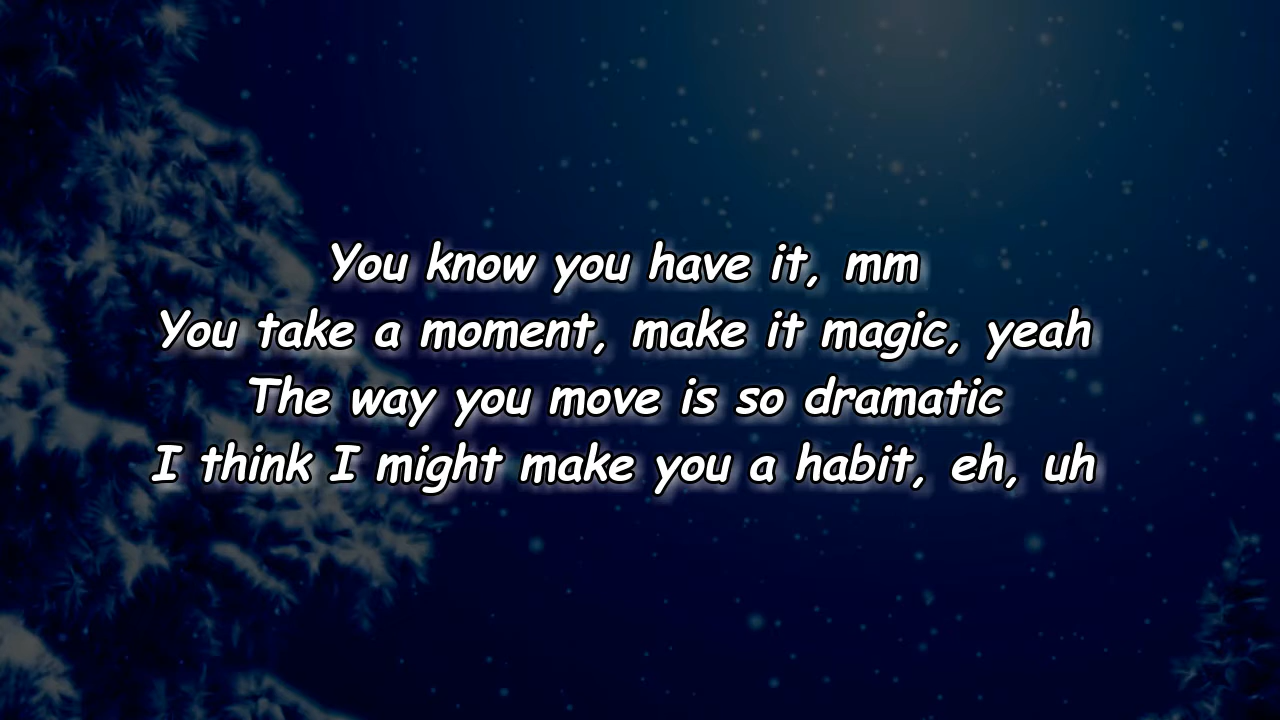 You know you have it, mm
You take a moment, make it magic, yeah
The way you move is so dramatic
I think I might make you a habit, eh, uh